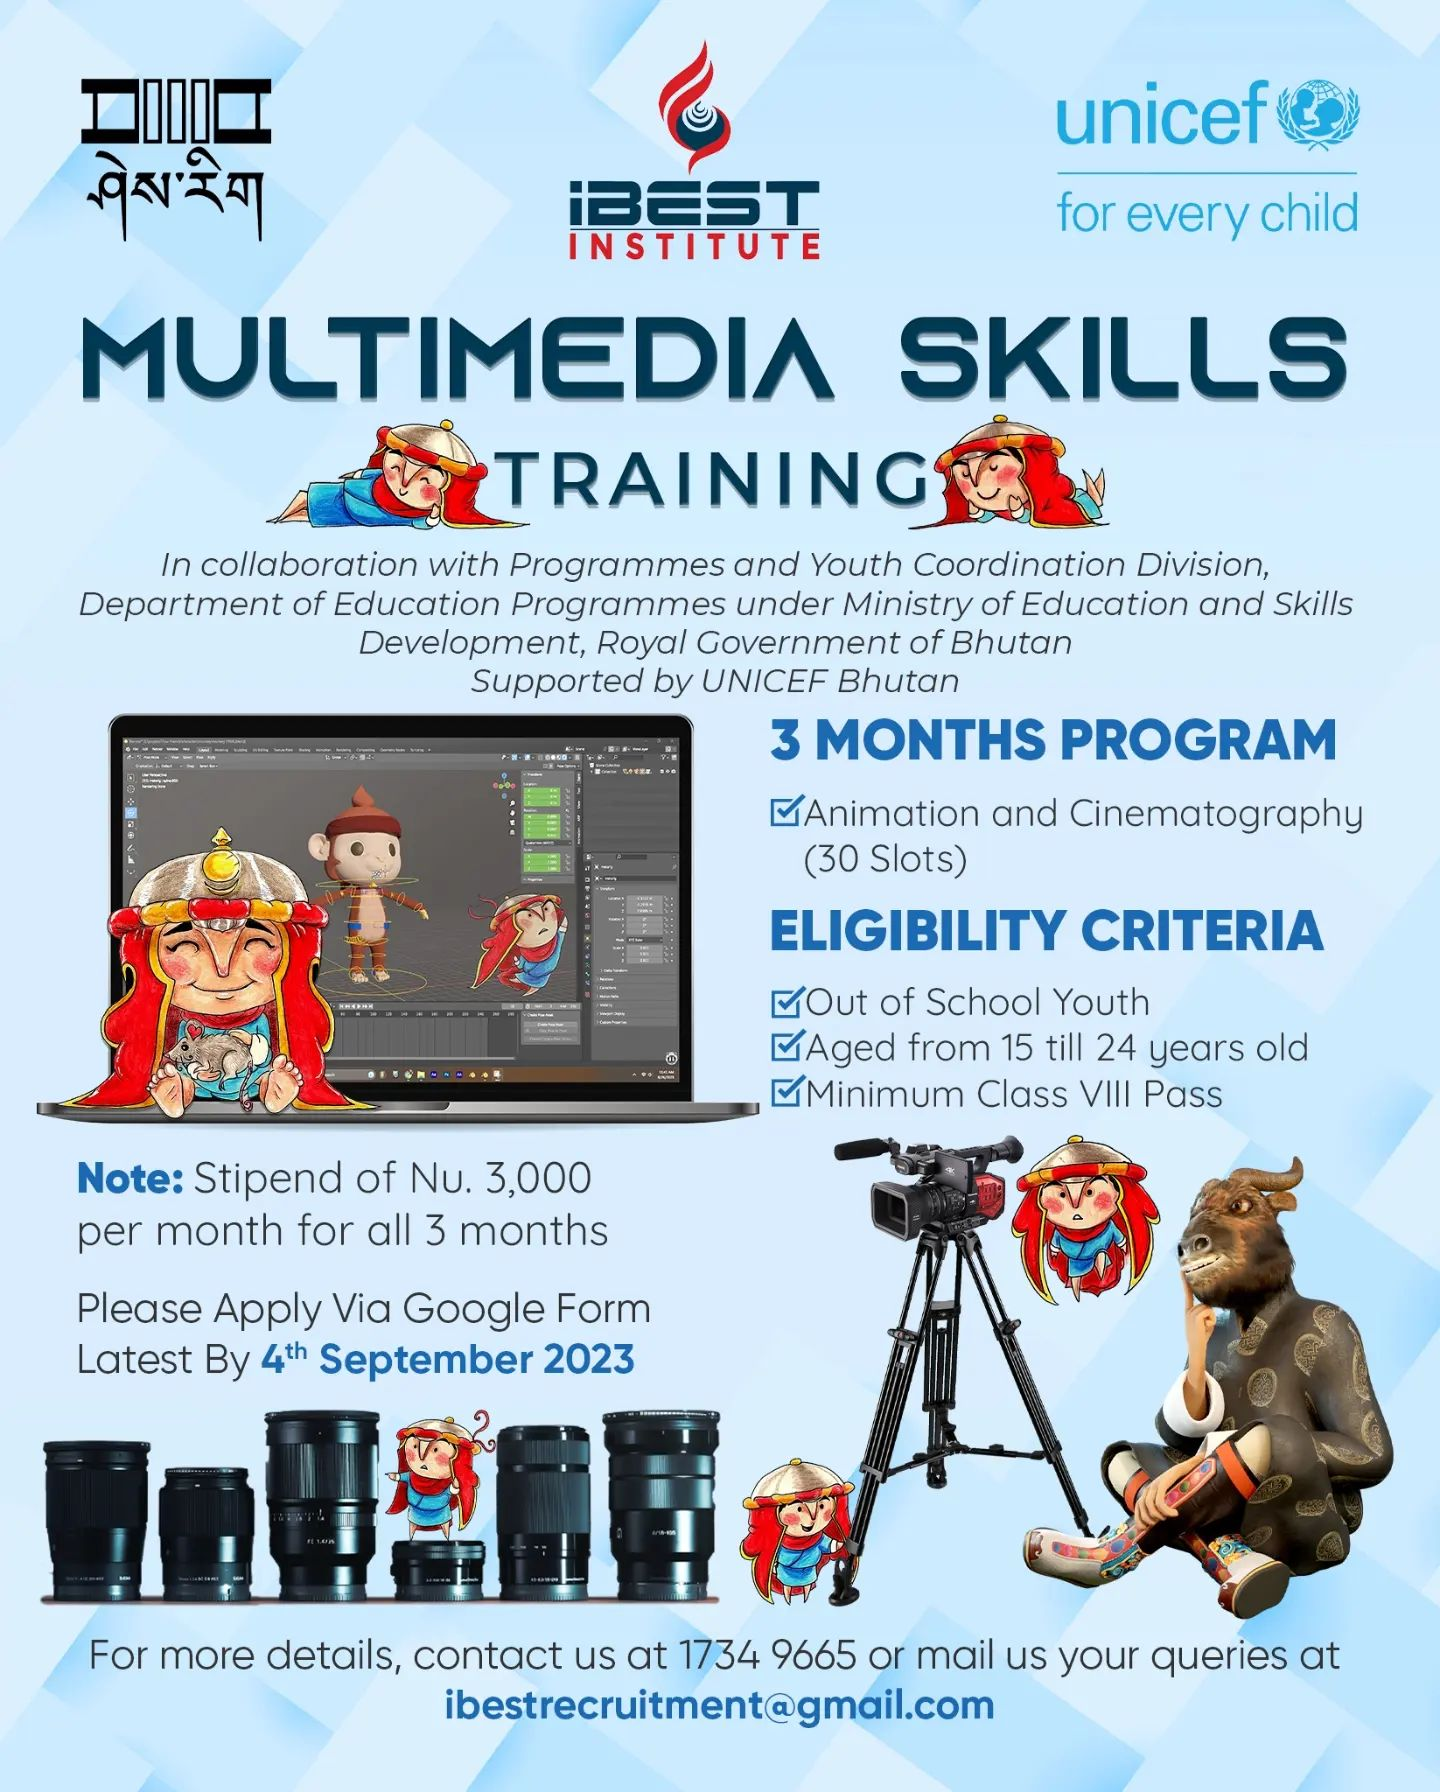 ཤེས་རིག
iBEST
INSTITUTE
unicef
for every child
MULTIMEDIA SKILLS
TRAINING
In collaboration with Programmes and Youth Coordination Division,
Department of Education Programmes under Ministry of Education and Skills
Development, Royal Government of Bhutan
Supported by UNICEF Bhutan
3 MONTHS PROGRAM
Animation and Cinematography
(30 Slots)
ELIGIBILITY CRITERIA
Out of School Youth
Aged from 15 till 24 years old
Minimum Class VIII Pass
Note: Stipend of Nu. 3,000
per month for all 3 months
Please Apply Via Google Form
Latest By 4th September 2023
For more details, contact us at 1734 9665 or mail us your queries at
ibestrecruitment@gmail.com